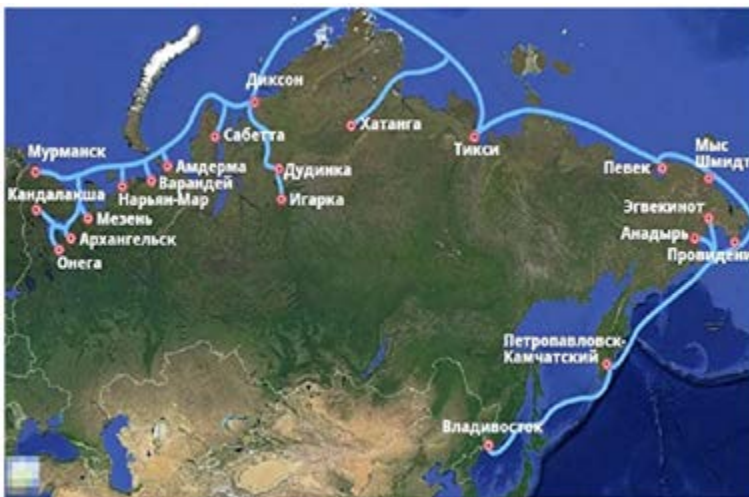 Диксон
Сабетта
Хатанга
Тикси
Мурманск
Амдерма
Варандей
Нарьян-Мар
Дудинка
Игарка
Певек
Мыс
Шмидт
Кандалакша
Мезень
Архангельск
Онега
Эгвекинот
Анадырь
Провидени
Петропавловск-
Камчатский
Владивосток